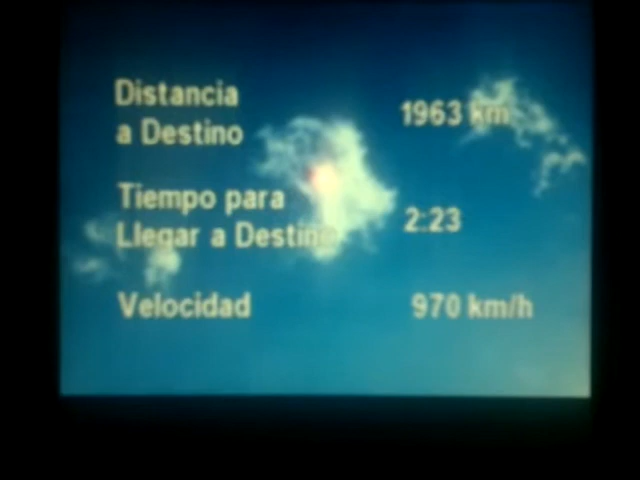 Distancia
a Destino
1963 km
Tiempo para
Llegar a Destino
2:23
Velocidad
970 km/h